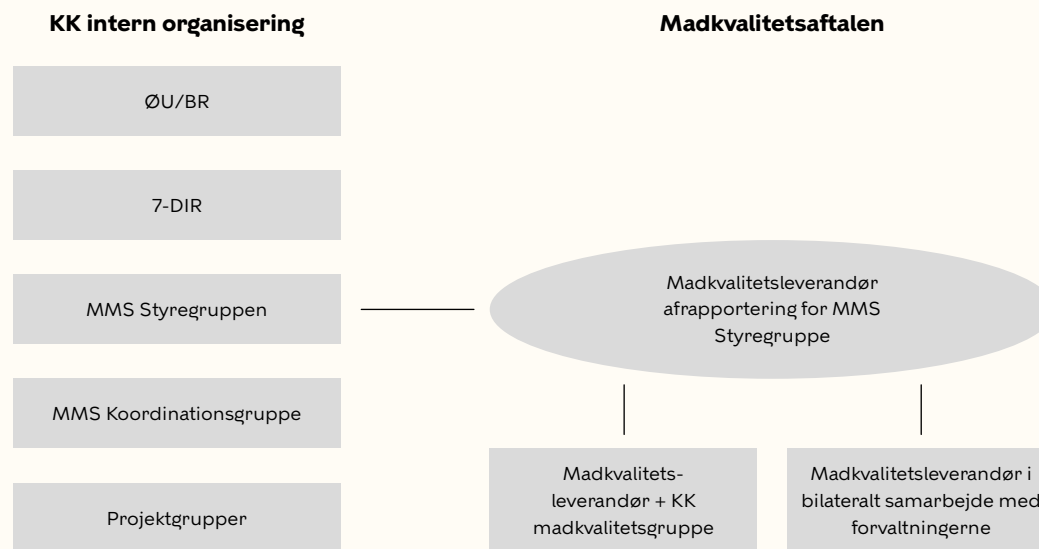 KK intern organisering
ØU/BR
7-DIR
MMS Styregruppen
MMS Koordinationsgruppe
Projektgrupper
Madkvalitetsaftalen
Madkvalitetsleverandør
afrapportering for MMS
Styregruppe
Madkvalitets-
leverandør + KK
madkvalitetsgruppe
Madkvalitetsleverandør i
bilateralt samarbejde med
forvaltningerne